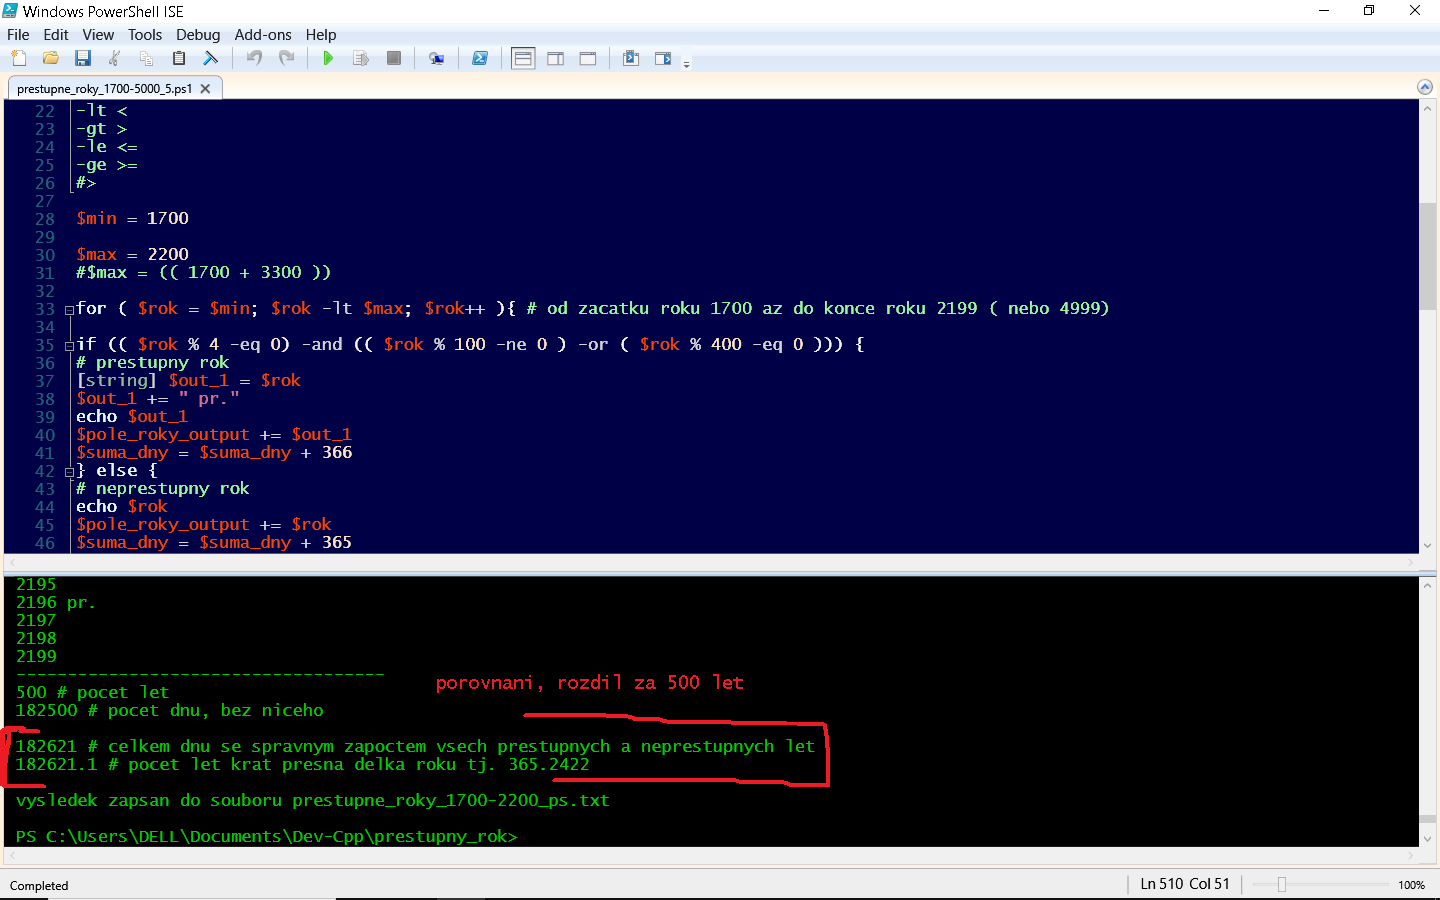 Windows PowerShell ISE
File Edit View Tools Debug Add-ons Help
prestupne_roky_1700-5000_5.ps1
22 -lt <
23 -gt >
24 -le <=
25 -ge >=
26 #>
27
28 $min = 1700
29
30 $max = 2200
31 #$max = (( 1700 + 3300 ))
32
33 for ( $rok = $min; $rok -lt $max; $rok++ ){ # od zacatku roku 1700 az do konce roku 2199 ( nebo 4999)
34
35 if (( $rok % 4 -eq 0) -and (( $rok % 100 -ne 0 ) -or ( $rok % 400 -eq 0 ))) {
36 # prestupny rok
37 [string] $out_1 = $rok
38 $out_1 += " pr."
39 echo $out_1
40 $pole_roky_output += $out_1
41 $suma_dny = $suma_dny + 366
42 } else {
43 # neprestupny rok
44 echo $rok
45 $pole_roky_output += $rok
46 $suma_dny = $suma_dny + 365
2195
2196 pr.
2197
2198
2199
------------------------------------
500 # pocet let
porovnani, rozdil za 500 let
182500 # pocet dnu, bez niceho
182621 # celkem dnu se spravnym zapoctem vsech prestupnych a neprestupnych let
182621.1 # pocet let krat presna delka roku tj. 365.2422
vysledek zapsan do souboru prestupne_roky_1700-2200_ps.txt
PS C:\Users\DELL\Documents\Dev-Cpp\prestupny_rok>
Completed
Ln 510 Col 51
100%